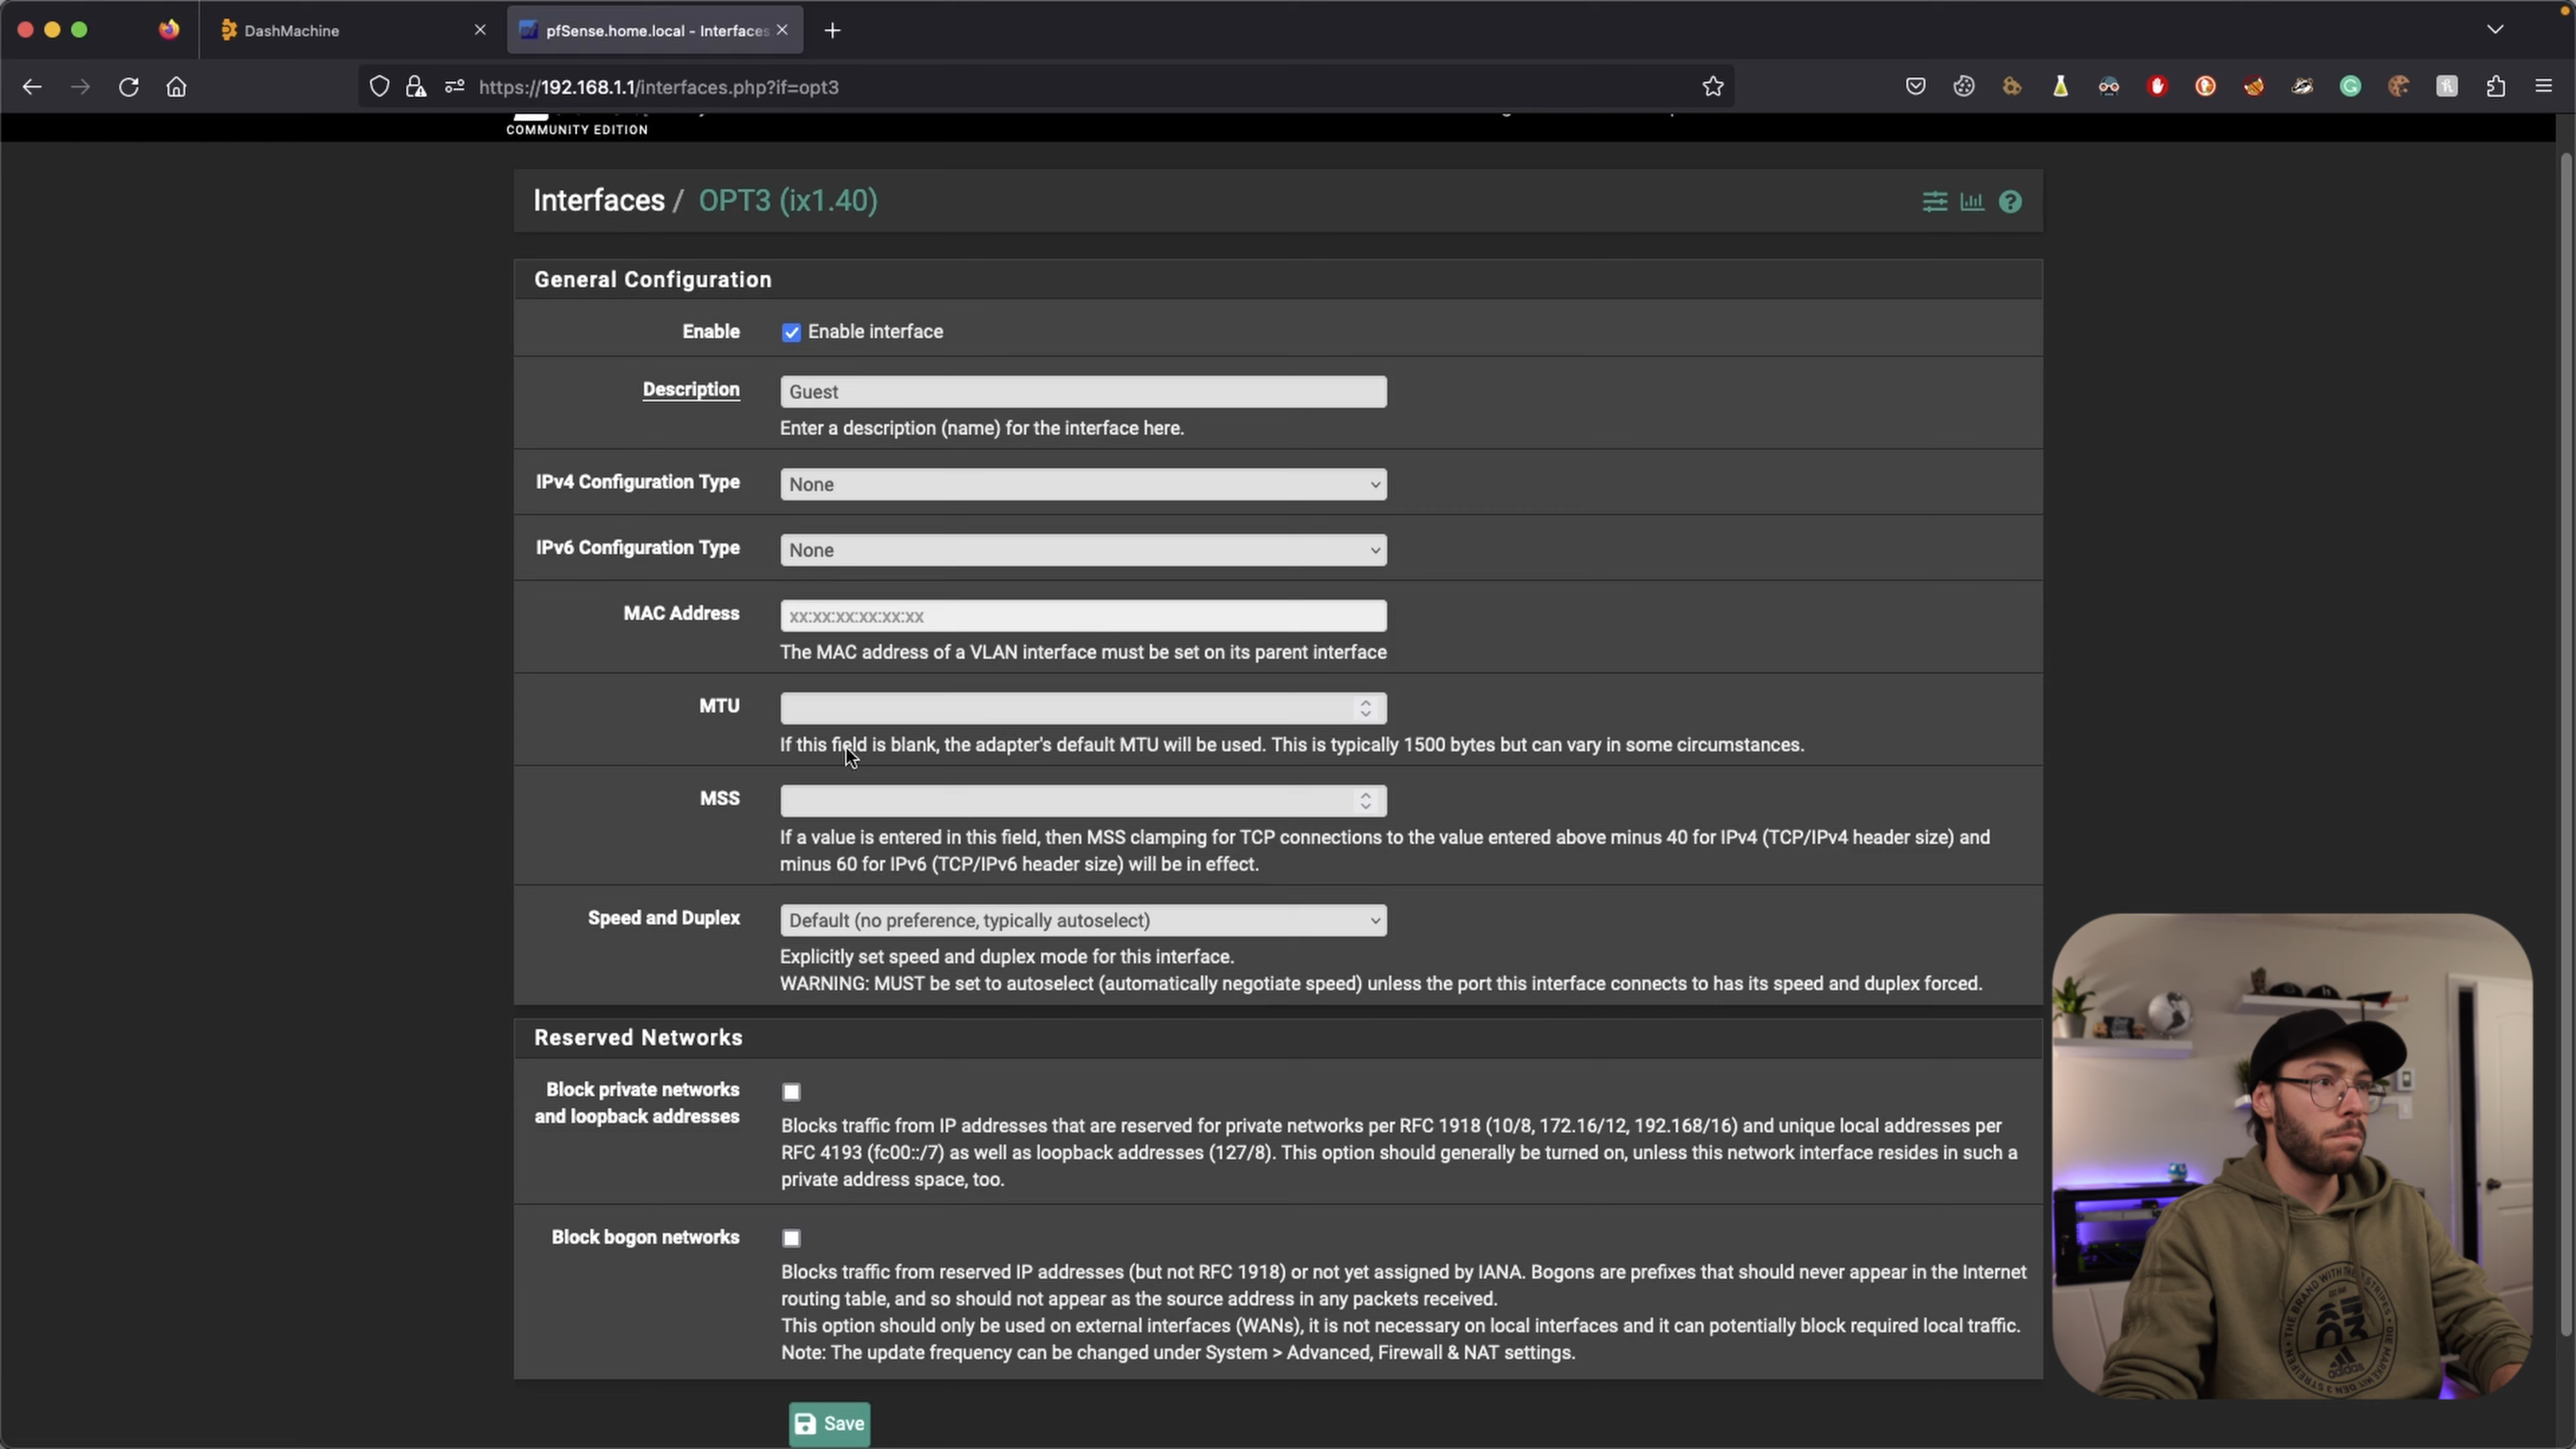 DashMachine
pfSense.home.local - Interfaces
https://192.168.1.1/interfaces.php?if=opt3
COMMUNITY EDITION
Interfaces / OPT3 (ix1.40)
General Configuration
Enable
Enable interface
Description
Guest
Enter a description (name) for the interface here.
IPv4 Configuration Type
None
IPv6 Configuration Type
None
MAC Address
xx:xx:xx:xx:xx:xx
The MAC address of a VLAN interface must be set on its parent interface
MTU
If this field is blank, the adapter's default MTU will be used. This is typically 1500 bytes but can vary in some circumstances.
MSS
If a value is entered in this field, then MSS clamping for TCP connections to the value entered above minus 40 for IPv4 (TCP/IPv4 header size) and
minus 60 for IPv6 (TCP/IPv6 header size) will be in effect.
Speed and Duplex
Default (no preference, typically autoselect)
Explicitly set speed and duplex mode for this interface.
WARNING: MUST be set to autoselect (automatically negotiate speed) unless the port this interface connects to has its speed and duplex forced.
Reserved Networks
Block private networks
and loopback addresses
Blocks traffic from IP addresses that are reserved for private networks per RFC 1918 (10/8, 172.16/12, 192.168/16) and unique local addresses per
RFC 4193 (fc00::/7) as well as loopback addresses (127/8). This option should generally be turned on, unless this network interface resides in such a
private address space, too.
Block bogon networks
Blocks traffic from reserved IP addresses (but not RFC 1918) or not yet assigned by IANA. Bogons are prefixes that should never appear in the Internet
routing table, and so should not appear as the source address in any packets received.
This option should only be used on external interfaces (WANs), it is not necessary on local interfaces and it can potentially block required local traffic.
Note: The update frequency can be changed under System > Advanced, Firewall & NAT settings.
Save
adidas